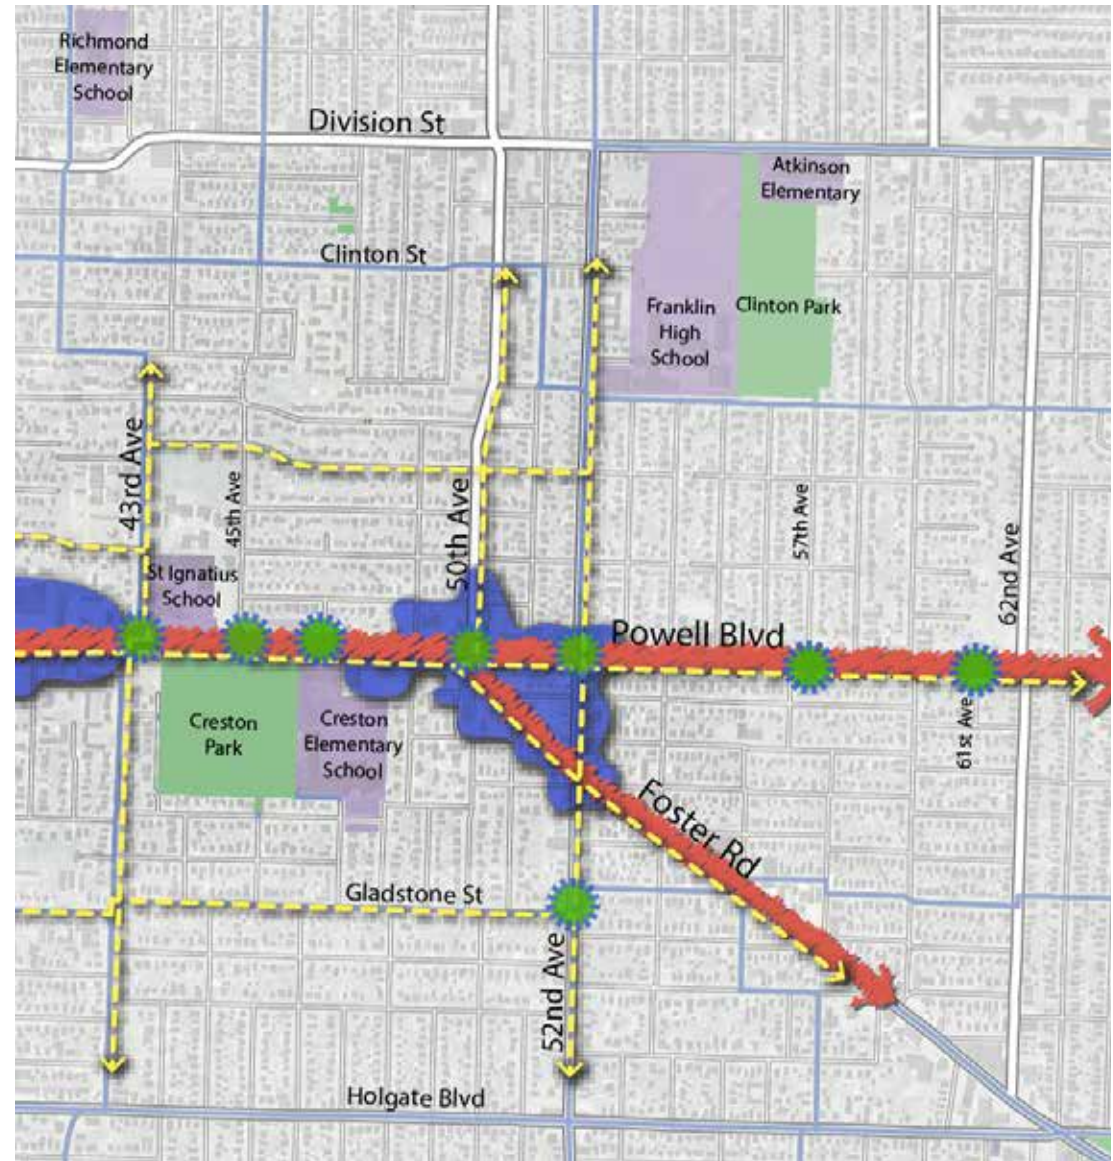 Richmond
Elementary
School
Division St
Atkinson
Elementary
Clinton St
Franklin
High
School
Clinton Park
43rd Ave
45th Ave
50th Ave
57th Ave
62nd Ave
St Ignatius
School
Powell Blvd
Creston
Park
Creston
Elementary
School
61st Ave
Foster Rd
Gladstone St
52nd Ave
Holgate Blvd